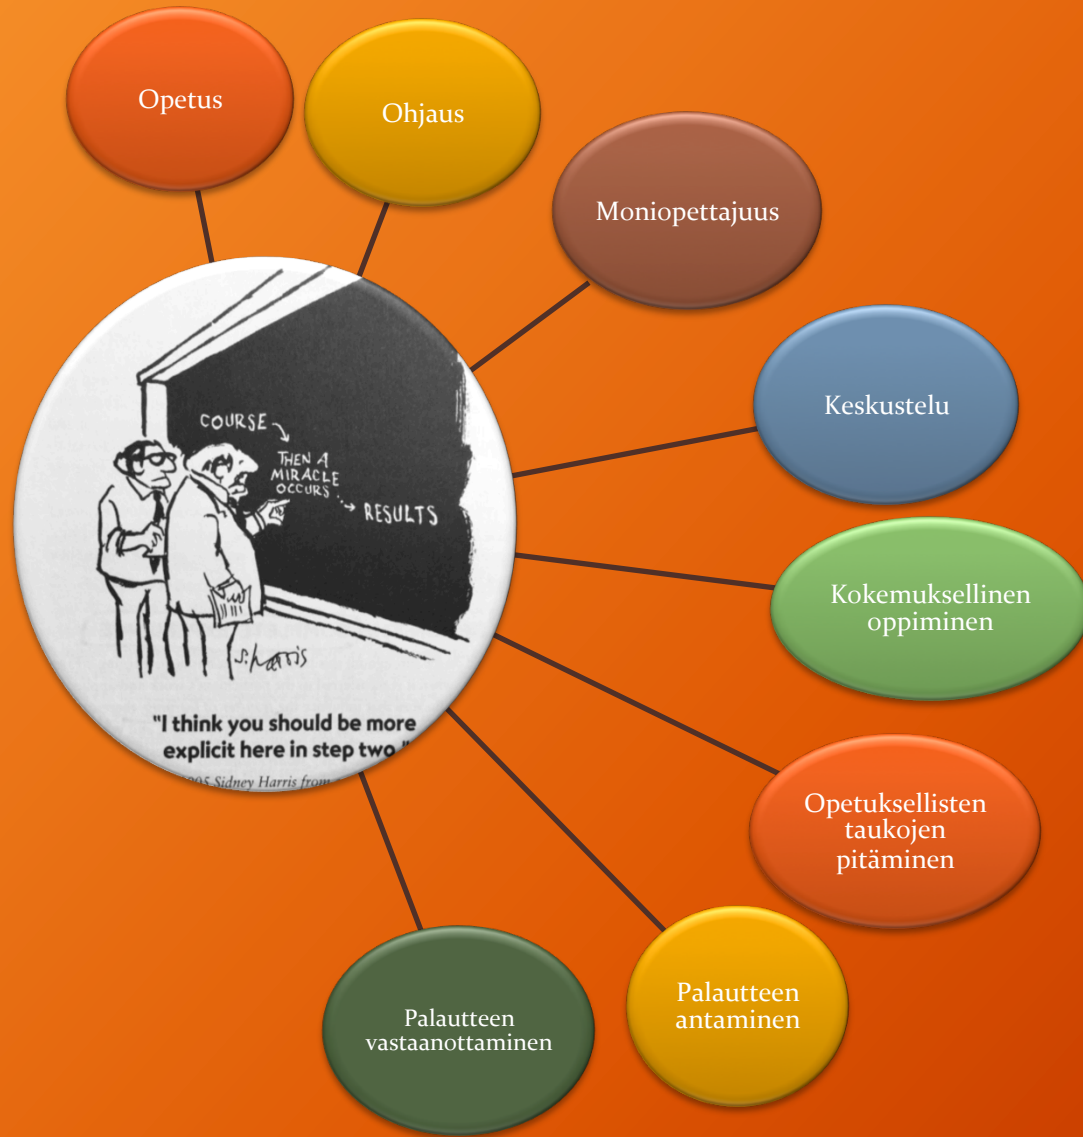 Opetus
Ohjaus
Moniopettajuus
Keskustelu
Kokemuksellinen
oppiminen
Opetuksellisten
taukojen
pitäminen
Palautteen
antaminen
Palautteen
vastaanottaminen
COURSE
THEN A
MIRACLE
OCCURS
RESULTS
S. Harris
"I think you should be more
explicit here in step two."
Sidney Harris from